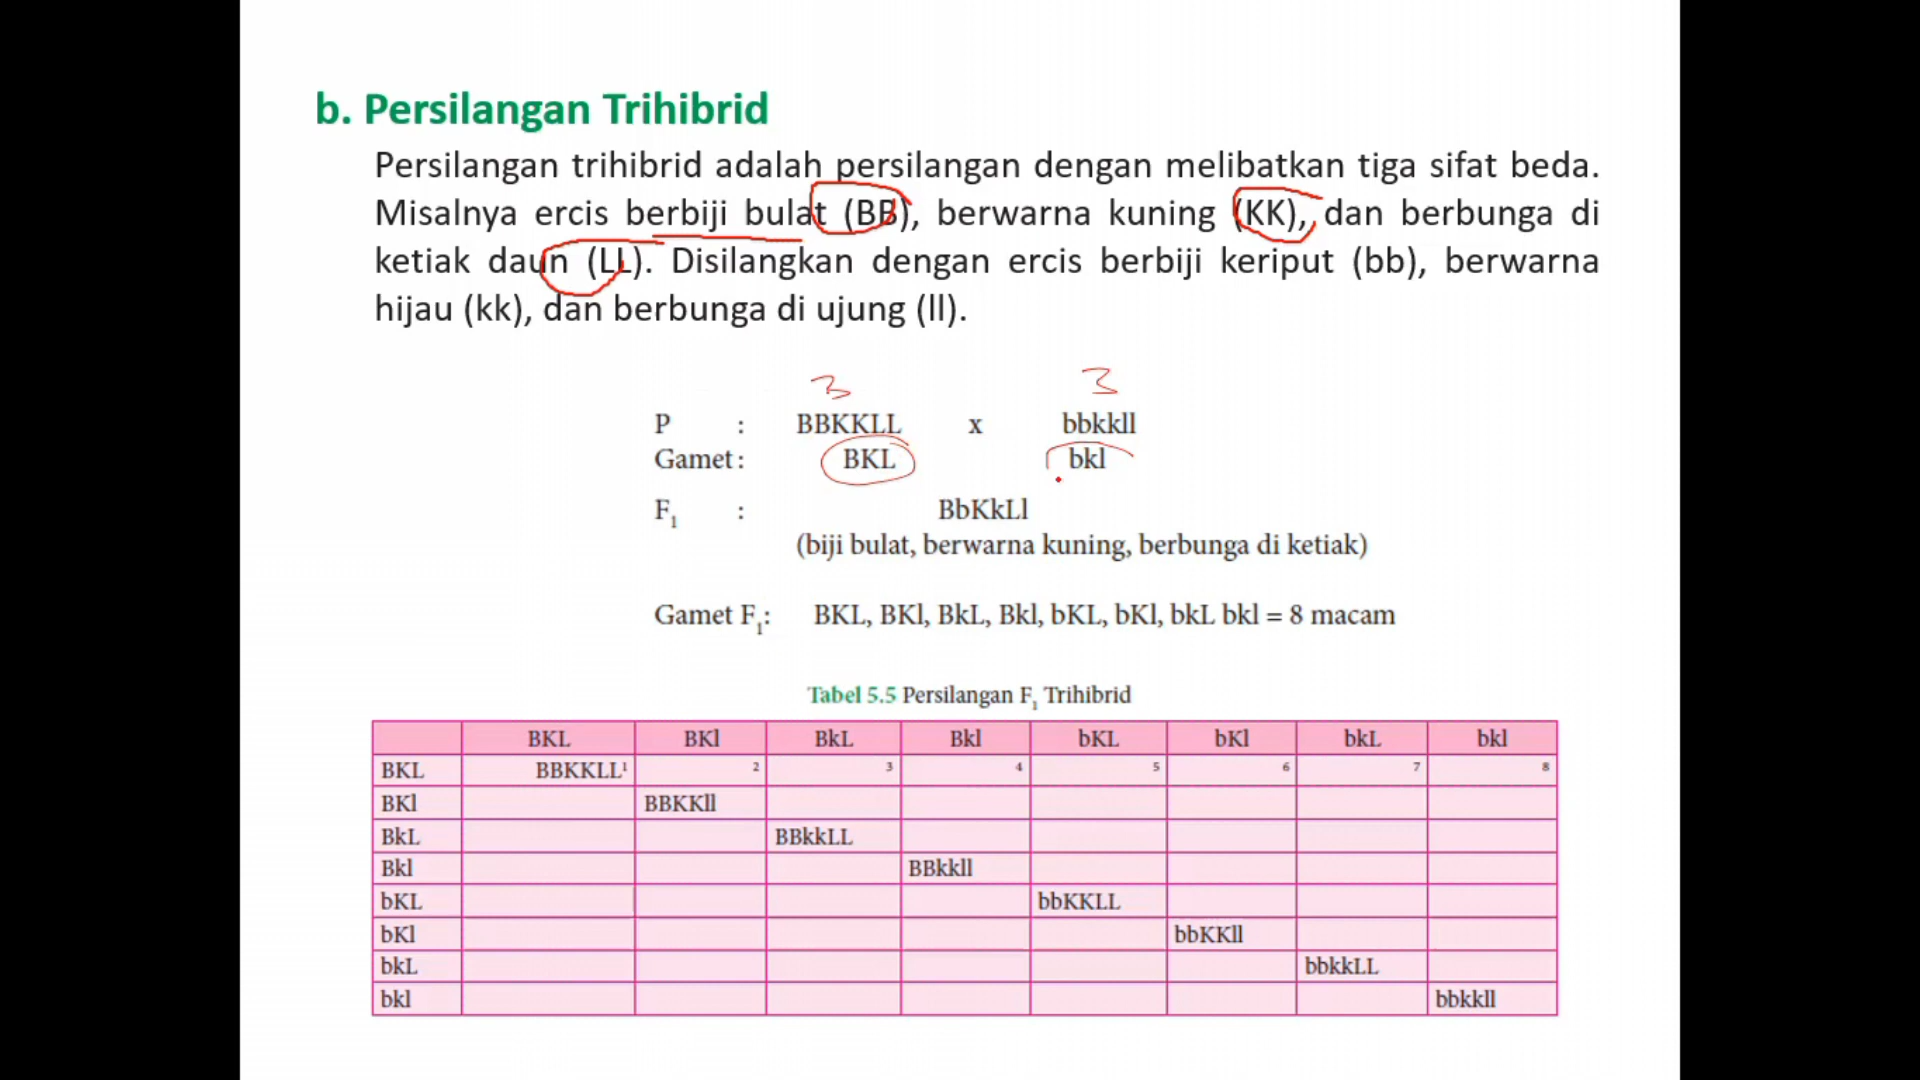 b. Persilangan Trihibrid
Persilangan trihibrid adalah persilangan dengan melibatkan tiga sifat beda.
Misalnya ercis berbiji bulat (BB), berwarna kuning (KK), dan berbunga di
ketiak daun (LL). Disilangkan dengan ercis berbiji keriput (bb), berwarna
hijau (kk), dan berbunga di ujung (ll).
3 3
P : BBKKLL x bbkkll
Gamet : BKL bkl
F1 : BbKkLl
(biji bulat, berwarna kuning, berbunga di ketiak)
Gamet F1: BKL, BKl, BkL, Bkl, bKL, bKl, bkL bkl = 8 macam
Tabel 5.5 Persilangan F1 Trihibrid
BKL BKl BkL Bkl bKL bKl bkL bkl
BKL BBKKLL1 2 3 4 5 6 7 8
BKl BBKKll
BkL BBkkLL
Bkl BBkkll
bKL bbKKLL
bKl bbKKll
bkL bbkkLL
bkl bbkkll